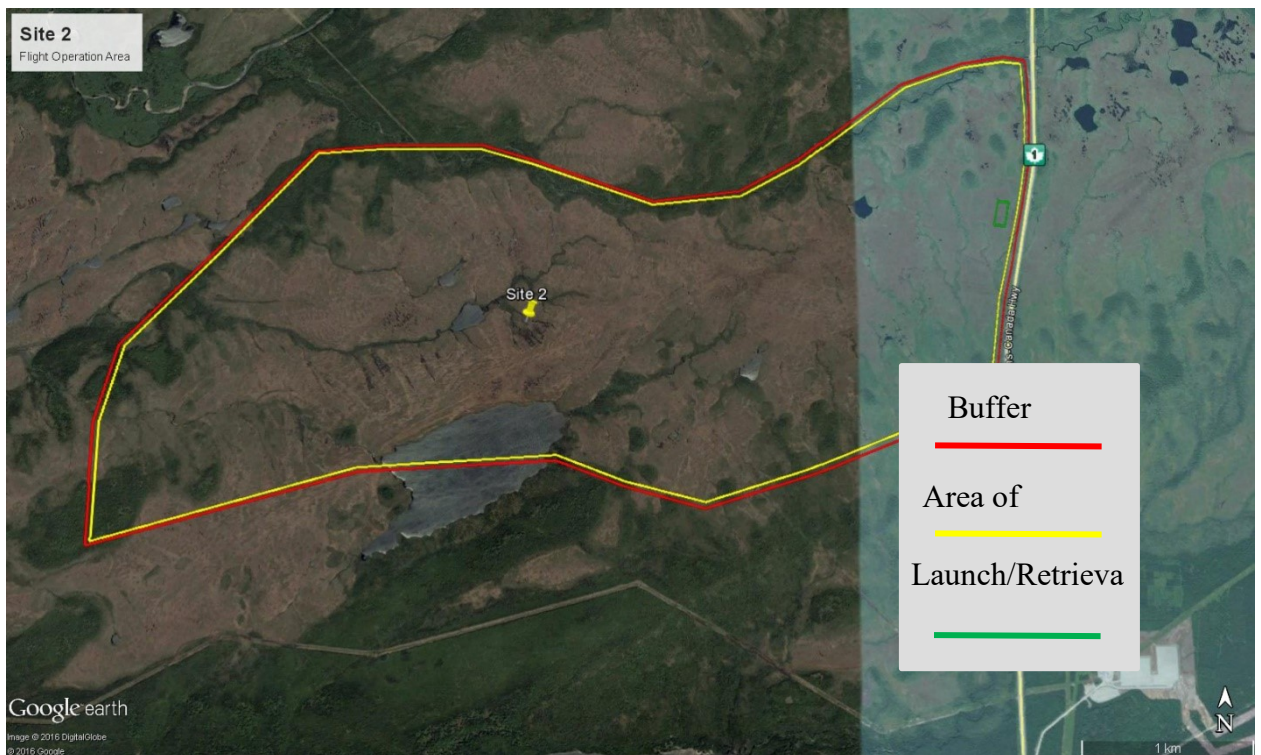 Site 2
Flight Operation Area
1
Site 2
Buffer
Area of
Launch/Retrieva
Google earth
Image © 2016 DigitalGlobe
© 2016 Google
N
1 km